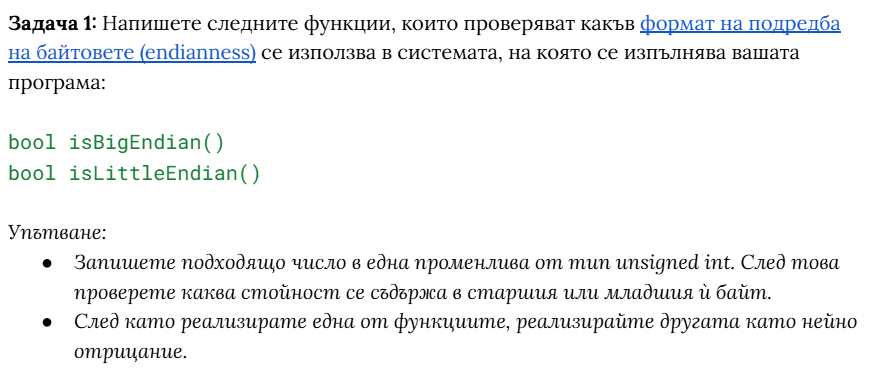 Задача 1: Напишете следните функции, които проверяват какъв формат на подредба
на байтовете (endianness) се използва в системата, на която се изпълнява вашата
програма:
bool isBigEndian()
bool isLittleEndian()
Упътване:
● Запишете подходящо число в една променлива от тип unsigned int. След това
проверете каква стойност се съдържа в старшия или младшия ѝ байт.
● След като реализирате една от функциите, реализирайте другата като нейно
отрицание.